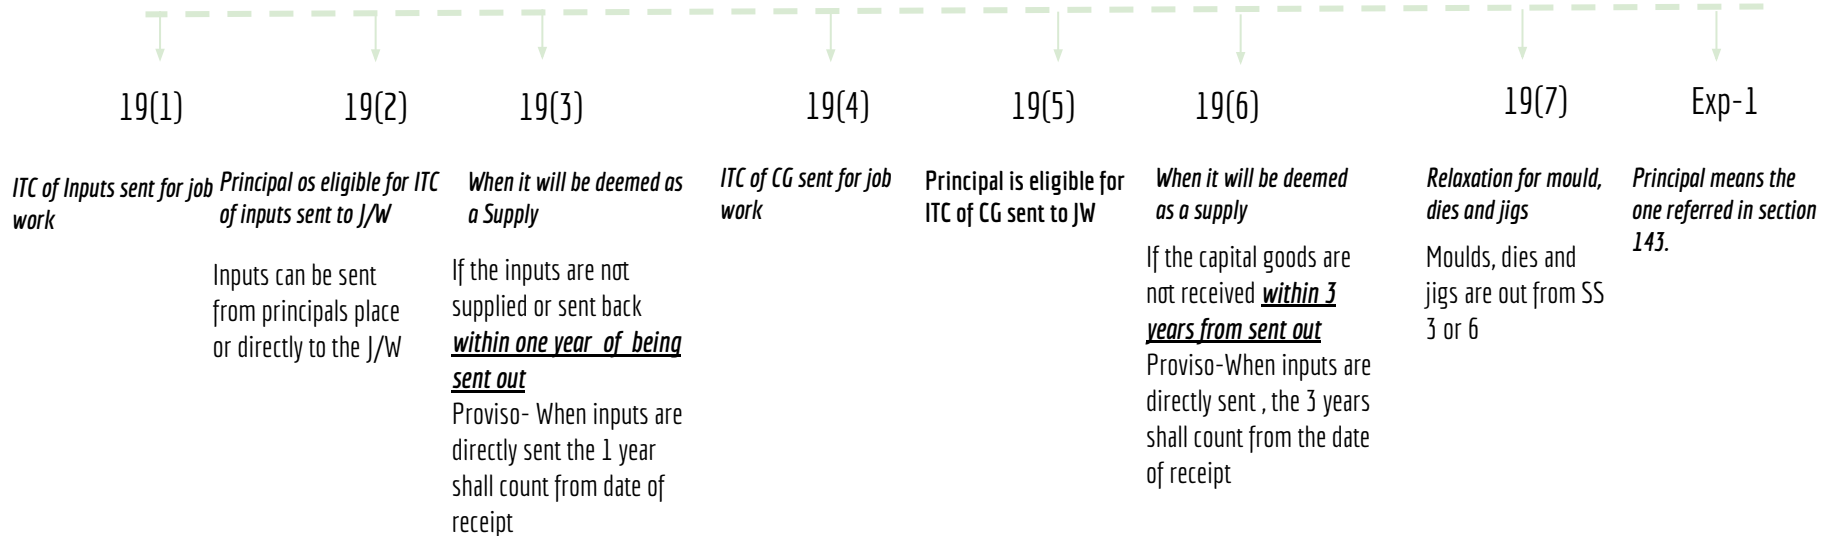 19(1)
ITC of Inputs sent for job
work
19(2)
Principal os eligible for ITC
of inputs sent to J/W
Inputs can be sent
from principals place
or directly to the J/W
19(3)
When it will be deemed as
a Supply
If the inputs are not
supplied or sent back
within one year of being
sent out
Proviso- When inputs are
directly sent the 1 year
shall count from date of
receipt
19(4)
ITC of CG sent for job
work
19(5)
Principal is eligible for
ITC of CG sent to JW
19(6)
When it will be deemed
as a supply
If the capital goods are
not received within 3
years from sent out
Proviso-When inputs are
directly sent , the 3 years
shall count from the date
of receipt
19(7)
Relaxation for mould,
dies and jigs
Moulds, dies and
jigs are out from SS
3 or 6
Exp-1
Principal means the
one referred in section
143.